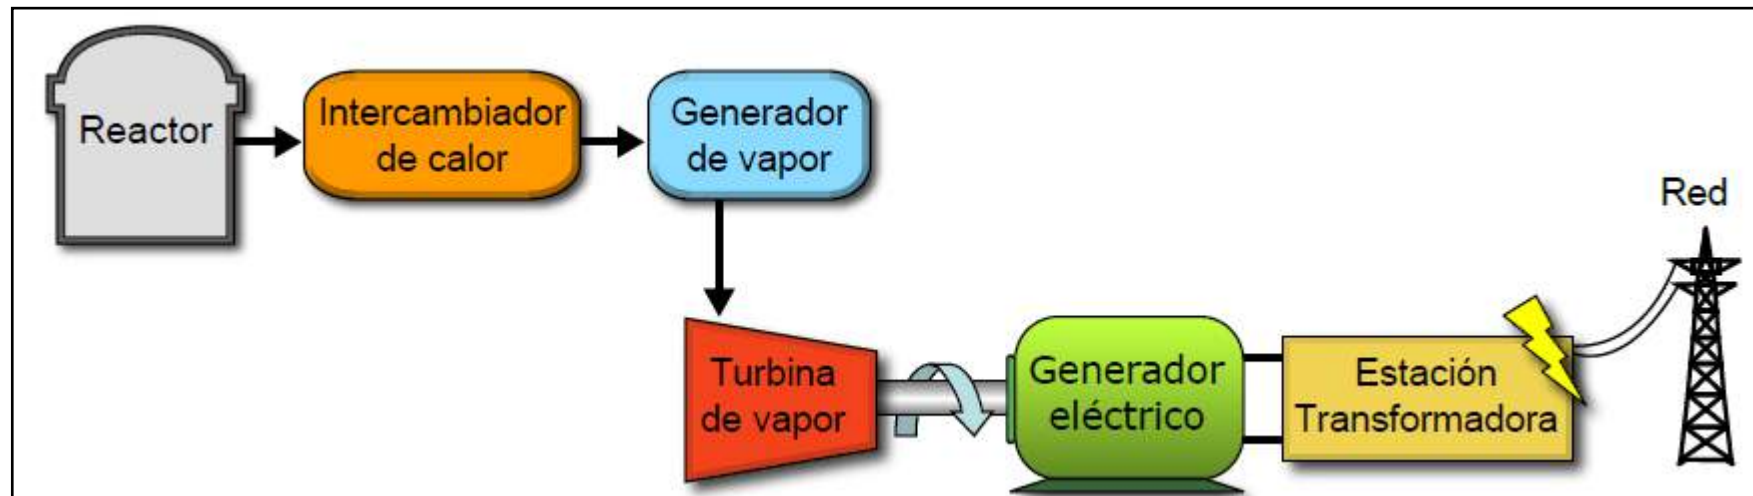 Reactor
Intercambiador
de calor
Generador
de vapor
Red
Turbina
de vapor
Generador
eléctrico
Estación
Transformadora